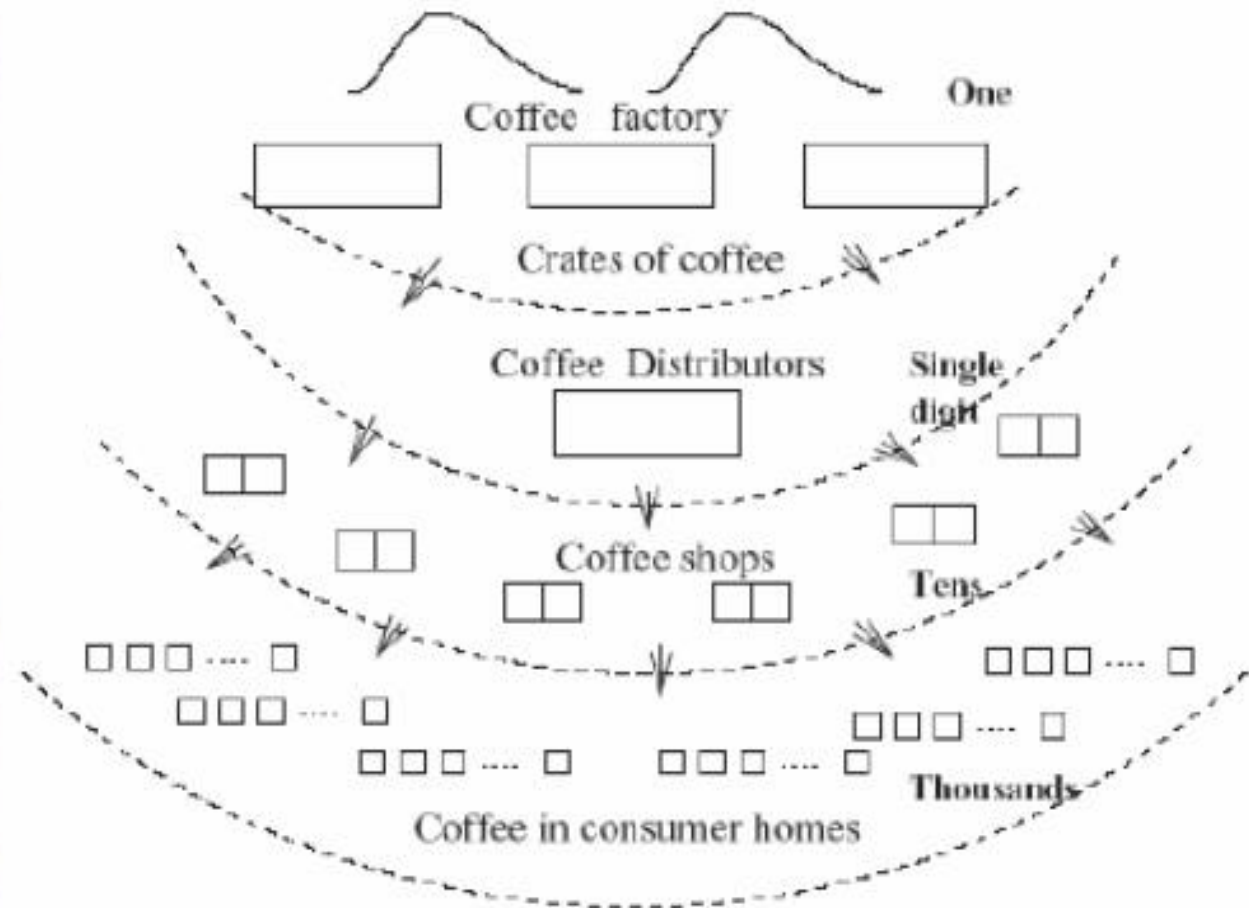 One
Coffee factory
Crates of coffee
Coffee Distributors
Single
digit
Coffee shops
Tens
Thousands
Coffee in consumer homes